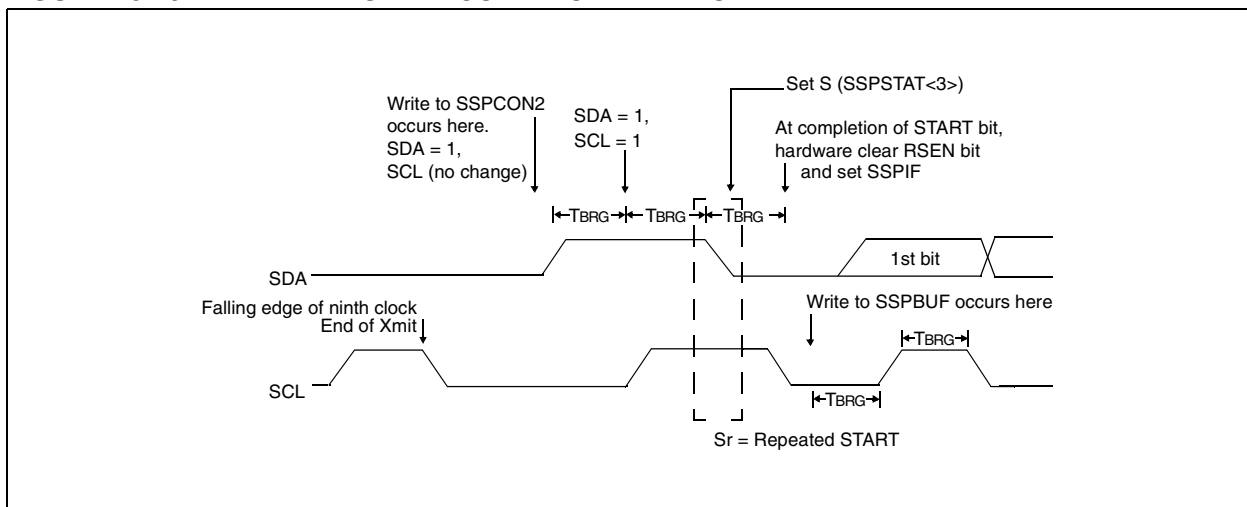 Set S (SSPSTAT<3>)
Write to SSPCON2
occurs here.
SDA = 1,
SCL (no change)
SDA = 1,
SCL = 1
At completion of START bit,
hardware clear RSEN bit
and set SSPIF
TBRG
TBRG
TBRG
SDA
1st bit
Falling edge of ninth clock
End of Xmit
Write to SSPBUF occurs here
TBRG
SCL
TBRG
Sr = Repeated START